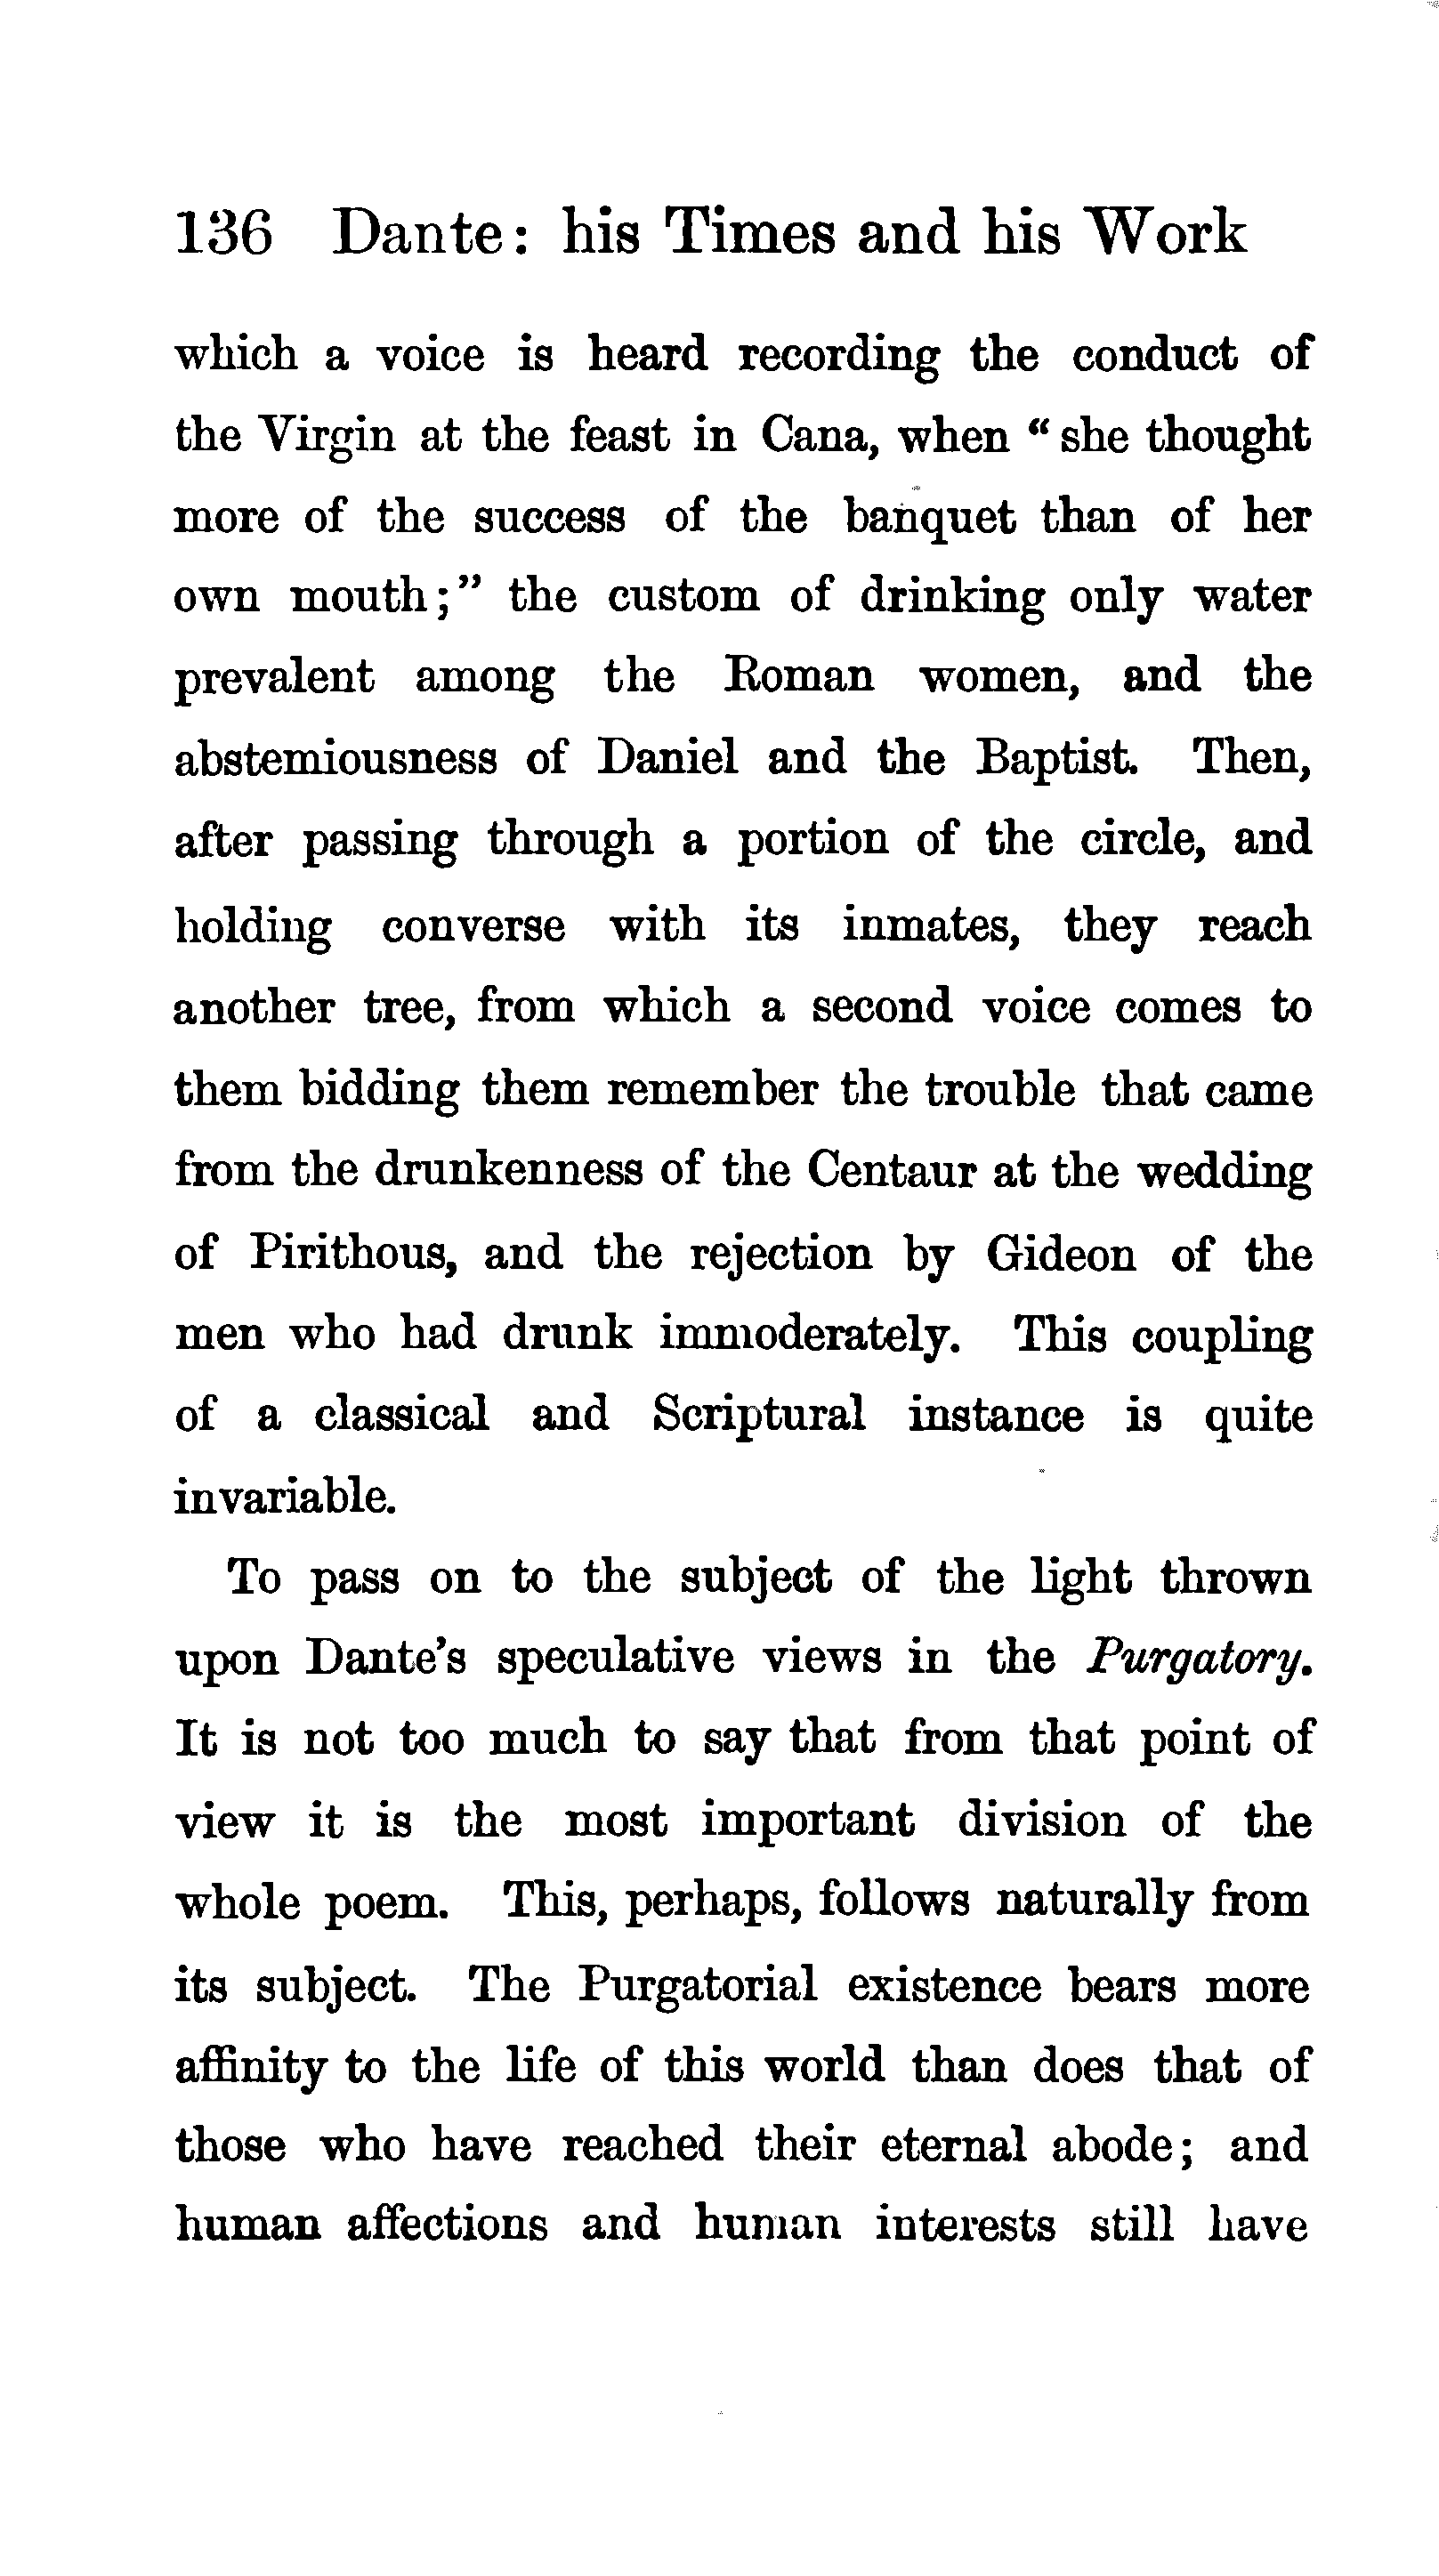 136 Dante: his Times and his Work
which a voice is heard recording the conduct of
the Virgin at the feast in Cana, when “she thought
more of the success of the banquet than of her
own mouth;” the custom of drinking only water
prevalent among the Roman women, and the
abstemiousness of Daniel and the Baptist. Then,
after passing through a portion of the circle, and
holding converse with its inmates, they reach
another tree, from which a second voice comes to
them bidding them remember the trouble that came
from the drunkenness of the Centaur at the wedding
of Pirithous, and the rejection by Gideon of the
men who had drunk immoderately. This coupling
of a classical and Scriptural instance is quite
invariable.
To pass on to the subject of the light thrown
upon Dante’s speculative views in the Purgatory.
It is not too much to say that from that point of
view it is the most important division of the
whole poem. This, perhaps, follows naturally from
its subject. The Purgatorial existence bears more
affinity to the life of this world than does that of
those who have reached their eternal abode; and
human affections and human interests still have